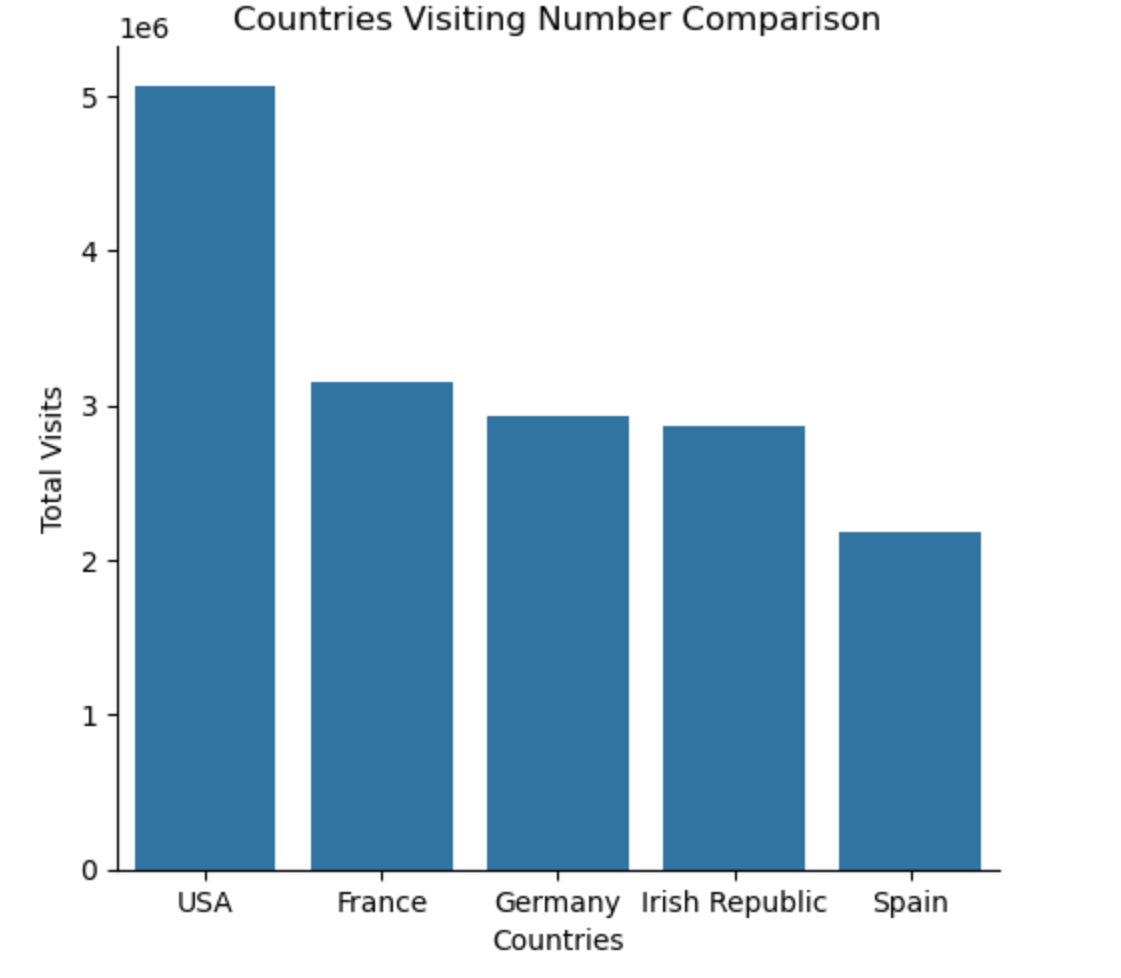 Countries Visiting Number Comparison
1e6
5
4
3
2
1
0
Total Visits
USA France Germany Irish Republic Spain
Countries